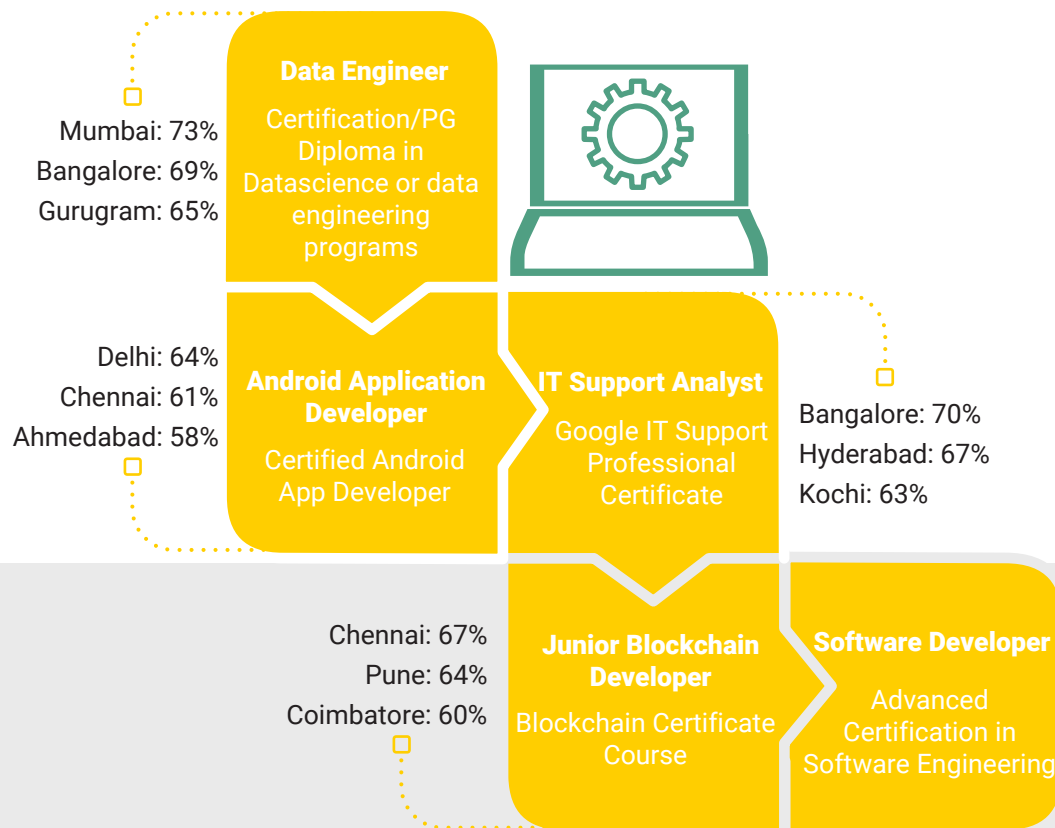 Data Engineer
Certification/PG
Diploma in
Datascience or data
engineering
programs
Mumbai: 73%
Bangalore: 69%
Gurugram: 65%
Delhi: 64%
Chennai: 61%
Ahmedabad: 58%
Android Application
Developer
Certified Android
App Developer
IT Support Analyst
Google IT Support
Professional
Certificate
Bangalore: 70%
Hyderabad: 67%
Kochi: 63%
Chennai: 67%
Pune: 64%
Coimbatore: 60%
Junior Blockchain
Developer
Blockchain Certificate
Course
Software Developer
Advanced
Certification in
Software Engineering